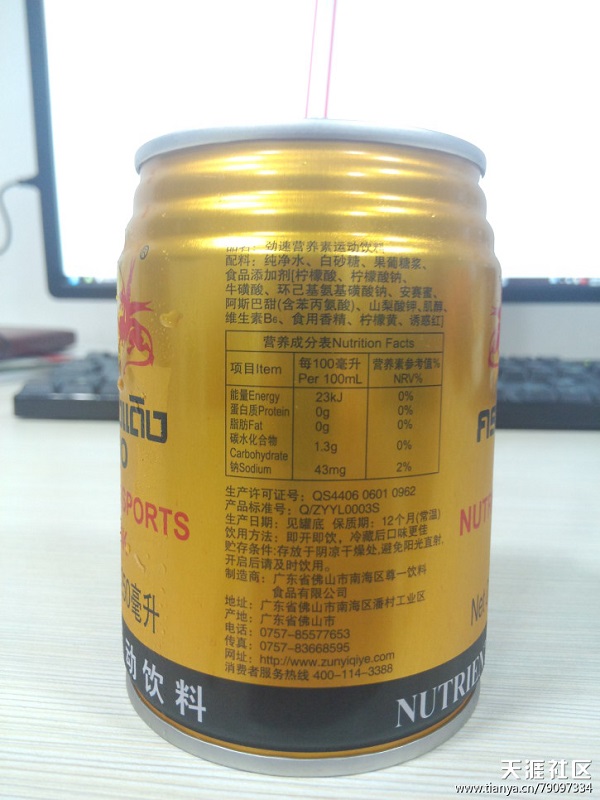 ®
品名：劲速营养素运动饮料
配料：纯净水、白砂糖、果葡糖浆、
食品添加剂[柠檬酸、柠檬酸钠、
牛磺酸、环己基氨基磺酸钠、安赛蜜、
阿斯巴甜(含苯丙氨酸)、山梨酸钾、肌醇、
维生素B₆、食用香精、柠檬黄、诱惑红]
营养成分表Nutrition Facts
项目Item 每100毫升 Per 100mL 营养素参考值% NRV%
能量Energy 23kJ 0%
蛋白质Protein 0g 0%
脂肪Fat 0g 0%
碳水化合物 Carbohydrate 1.3g 0%
钠Sodium 43mg 2%
生产许可证号：QS4406 0601 0962
产品标准号：Q/ZYYL0003S
生产日期：见罐底 保质期：12个月(常温)
饮用方法：即开即饮，冷藏后口味更佳
贮存条件:存放于阴凉干燥处,避免阳光直射,
开启后请及时饮用。
制造商：广东省佛山市南海区尊一饮料
食品有限公司
地址：广东省佛山市南海区潘村工业区
产地：广东省佛山市
电话：0757-85577653
传真：0757-83668595
网址：http://www.zunyiqiye.com
消费者服务热线 400-114-3388
SPORTS
50毫升
动饮料
NUTRIEN
天涯社区
www.tianya.cn/79097334